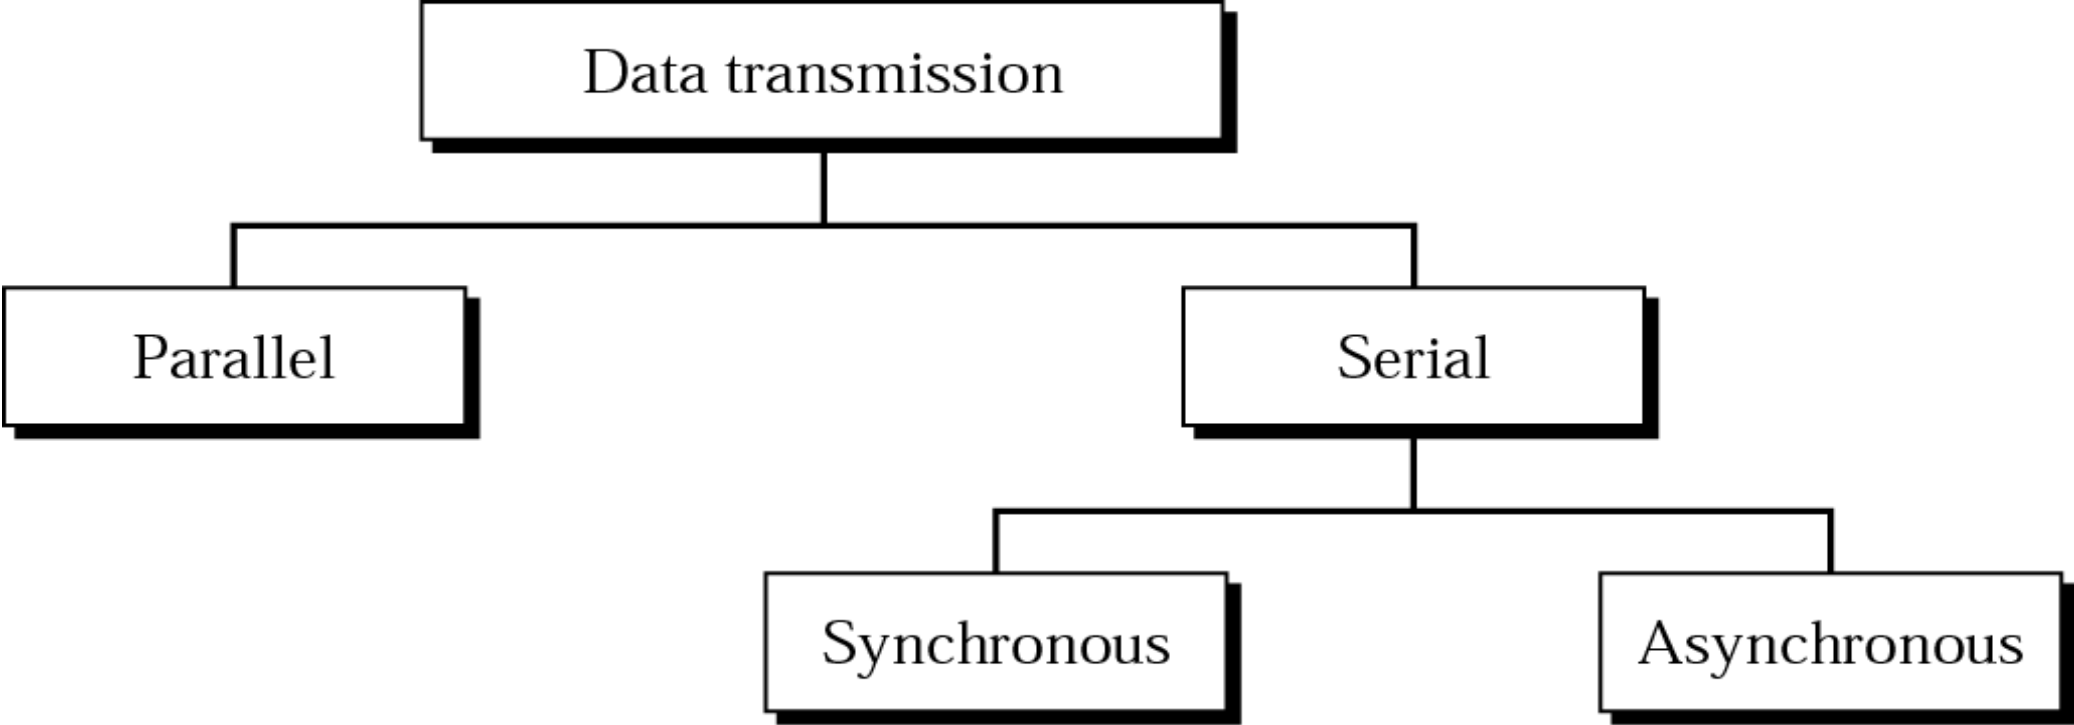 Data transmission
Parallel
Serial
Synchronous
Asynchronous